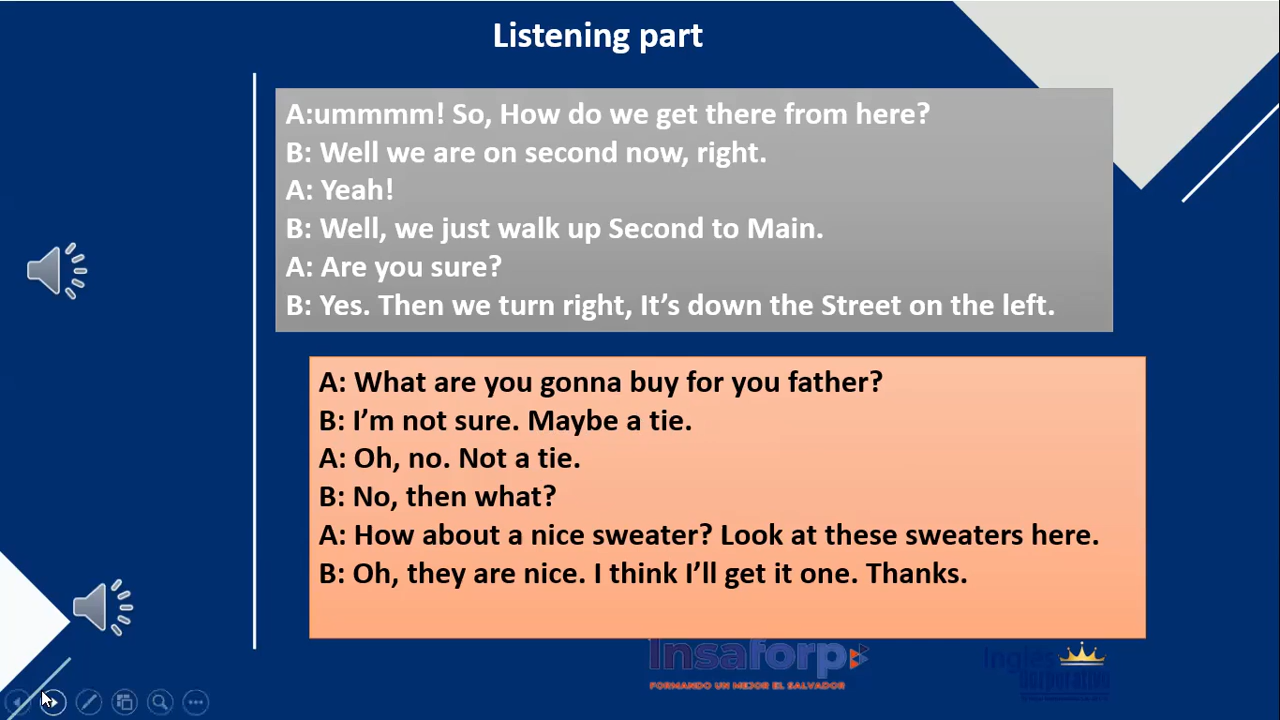 Listening part
A:ummmm! So, How do we get there from here?
B: Well we are on second now, right.
A: Yeah!
B: Well, we just walk up Second to Main.
A: Are you sure?
B: Yes. Then we turn right, It's down the Street on the left.
A: What are you gonna buy for you father?
B: I'm not sure. Maybe a tie.
A: Oh, no. Not a tie.
B: No, then what?
A: How about a nice sweater? Look at these sweaters here.
B: Oh, they are nice. I think I'll get it one. Thanks.
Insaforp
FORMANDO UN MEJOR EL SALVADOR
Inglés
Corporativo